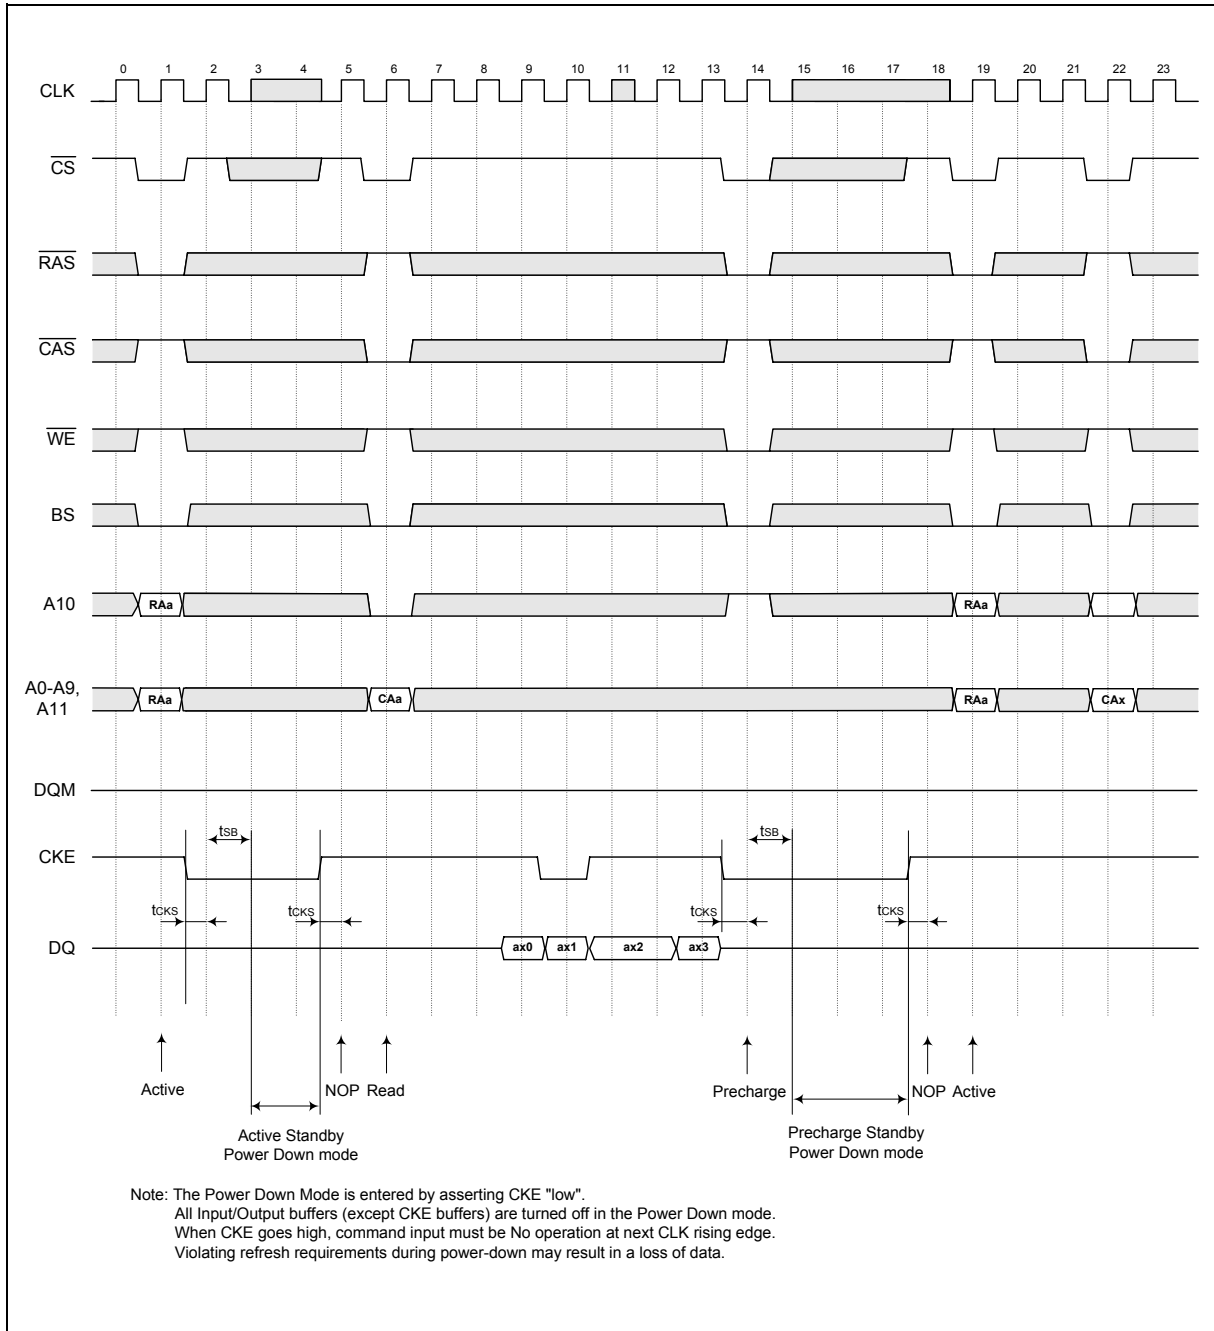 0 1 2 3 4 5 6 7 8 9 10 11 12 13 14 15 16 17 18 19 20 21 22 23
CLK
CS
RAS
CAS
WE
BS
A10 RAa RAa
A0-A9,
A11
RAa CAa RAa CAx
DQM
tSB tSB
CKE
tCKS tCKS tCKS tCKS
DQ ax0 ax1 ax2 ax3
Active NOP Read Precharge NOP Active
Active Standby
Power Down mode
Precharge Standby
Power Down mode
Note: The Power Down Mode is entered by asserting CKE "low".
All Input/Output buffers (except CKE buffers) are turned off in the Power Down mode.
When CKE goes high, command input must be No operation at next CLK rising edge.
Violating refresh requirements during power-down may result in a loss of data.